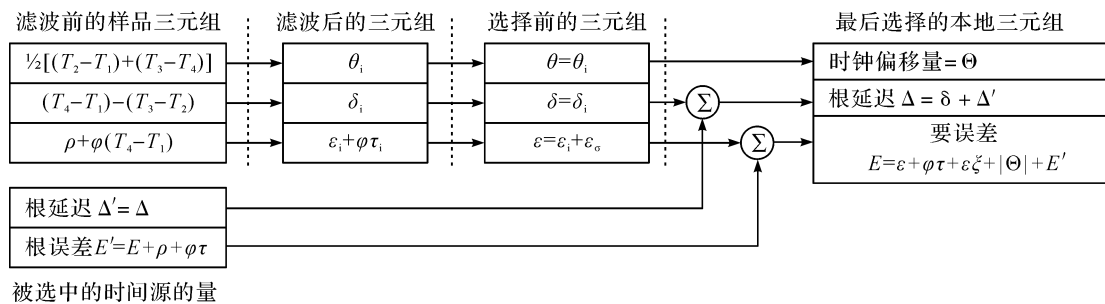 滤波前的样品三元组
滤波后的三元组
选择前的三元组
最后选择的本地三元组
½[(T₂−T₁)+(T₃−T₄)]
θᵢ
θ=θᵢ
时钟偏移量=Θ
(T₄−T₁)−(T₃−T₂)
δᵢ
δ=δᵢ
Σ
根延迟 Δ = δ + Δ′
ρ+φ(T₄−T₁)
εᵢ+φτᵢ
ε=εᵢ+εσ
Σ
要误差
E=ε+φτ+εξ+|Θ|+E′
根延迟 Δ′= Δ
根误差E′=E+ρ+φτ
被选中的时间源的量